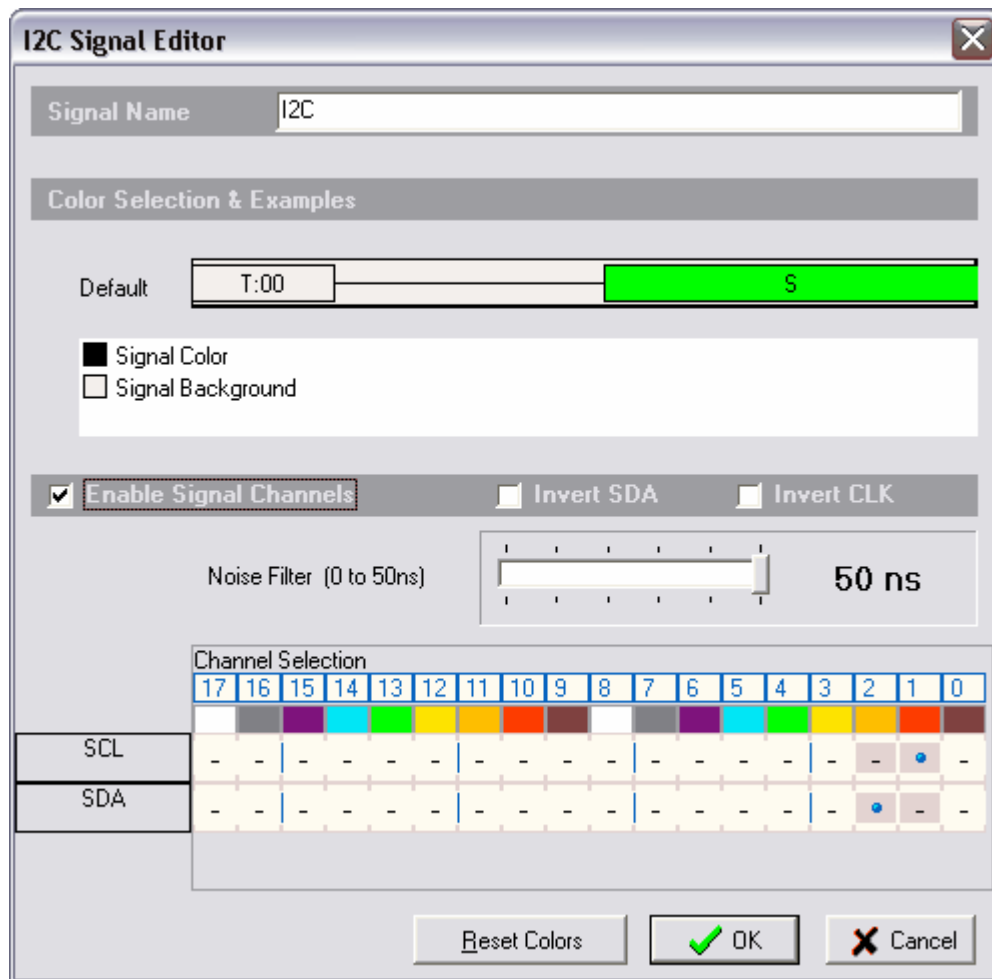 I2C Signal Editor
Signal Name
I2C
Color Selection & Examples
Default T:00 S
Signal Color
Signal Background
Enable Signal Channels Invert SDA Invert CLK
Noise Filter (0 to 50ns) 50 ns
Channel Selection
17 16 15 14 13 12 11 10 9 8 7 6 5 4 3 2 1 0
SCL - - - - - - - - - - - - - - - - -
SDA - - - - - - - - - - - - - - - - -
Reset Colors OK Cancel